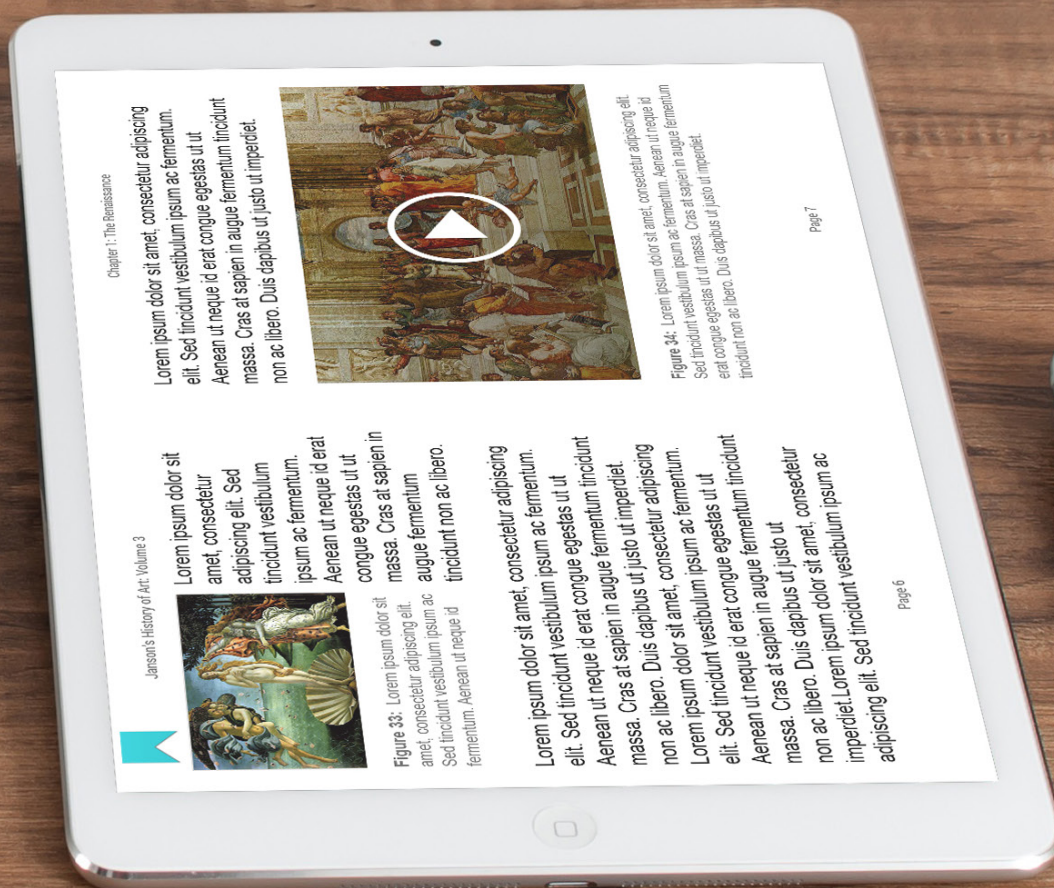 Janson's History of Art: Volume 3
Lorem ipsum dolor sit
amet, consectetur
adipiscing elit. Sed
tincidunt vestibulum
ipsum ac fermentum.
Aenean ut neque id erat
congue egestas ut ut
massa. Cras at sapien in
augue fermentum
tincidunt non ac libero.
Figure 33: Lorem ipsum dolor sit
amet, consectetur adipiscing elit.
Sed tincidunt vestibulum ipsum ac
fermentum. Aenean ut neque id
Lorem ipsum dolor sit amet, consectetur adipiscing
elit. Sed tincidunt vestibulum ipsum ac fermentum.
Aenean ut neque id erat congue egestas ut ut
massa. Cras at sapien in augue fermentum tincidunt
non ac libero. Duis dapibus ut justo ut imperdiet.
Lorem ipsum dolor sit amet, consectetur adipiscing
elit. Sed tincidunt vestibulum ipsum ac fermentum.
Aenean ut neque id erat congue egestas ut ut
massa. Cras at sapien in augue fermentum tincidunt
non ac libero. Duis dapibus ut justo ut
imperdiet.Lorem ipsum dolor sit amet, consectetur
adipiscing elit. Sed tincidunt vestibulum ipsum ac
Page 6
Chapter 1: The Renaissance
Lorem ipsum dolor sit amet, consectetur adipiscing
elit. Sed tincidunt vestibulum ipsum ac fermentum.
Aenean ut neque id erat congue egestas ut ut
massa. Cras at sapien in augue fermentum tincidunt
non ac libero. Duis dapibus ut justo ut imperdiet.
Figure 34: Lorem ipsum dolor sit amet, consectetur adipiscing elit.
Sed tincidunt vestibulum ipsum ac fermentum. Aenean ut neque id
erat congue egestas ut ut massa. Cras at sapien in augue fermentum
tincidunt non ac libero. Duis dapibus ut justo ut imperdiet.
Page 7